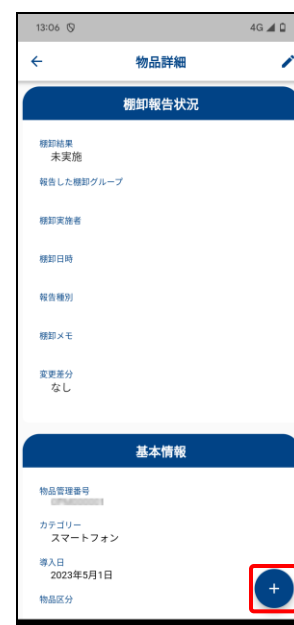 13:06
4G
物品詳細
棚卸報告状況
棚卸結果
未実施
報告した棚卸グループ
棚卸実施者
棚卸日時
報告種別
棚卸メモ
変更差分
なし
基本情報
物品管理番号
カテゴリー
スマートフォン
導入日
2023年5月1日
物品区分
+